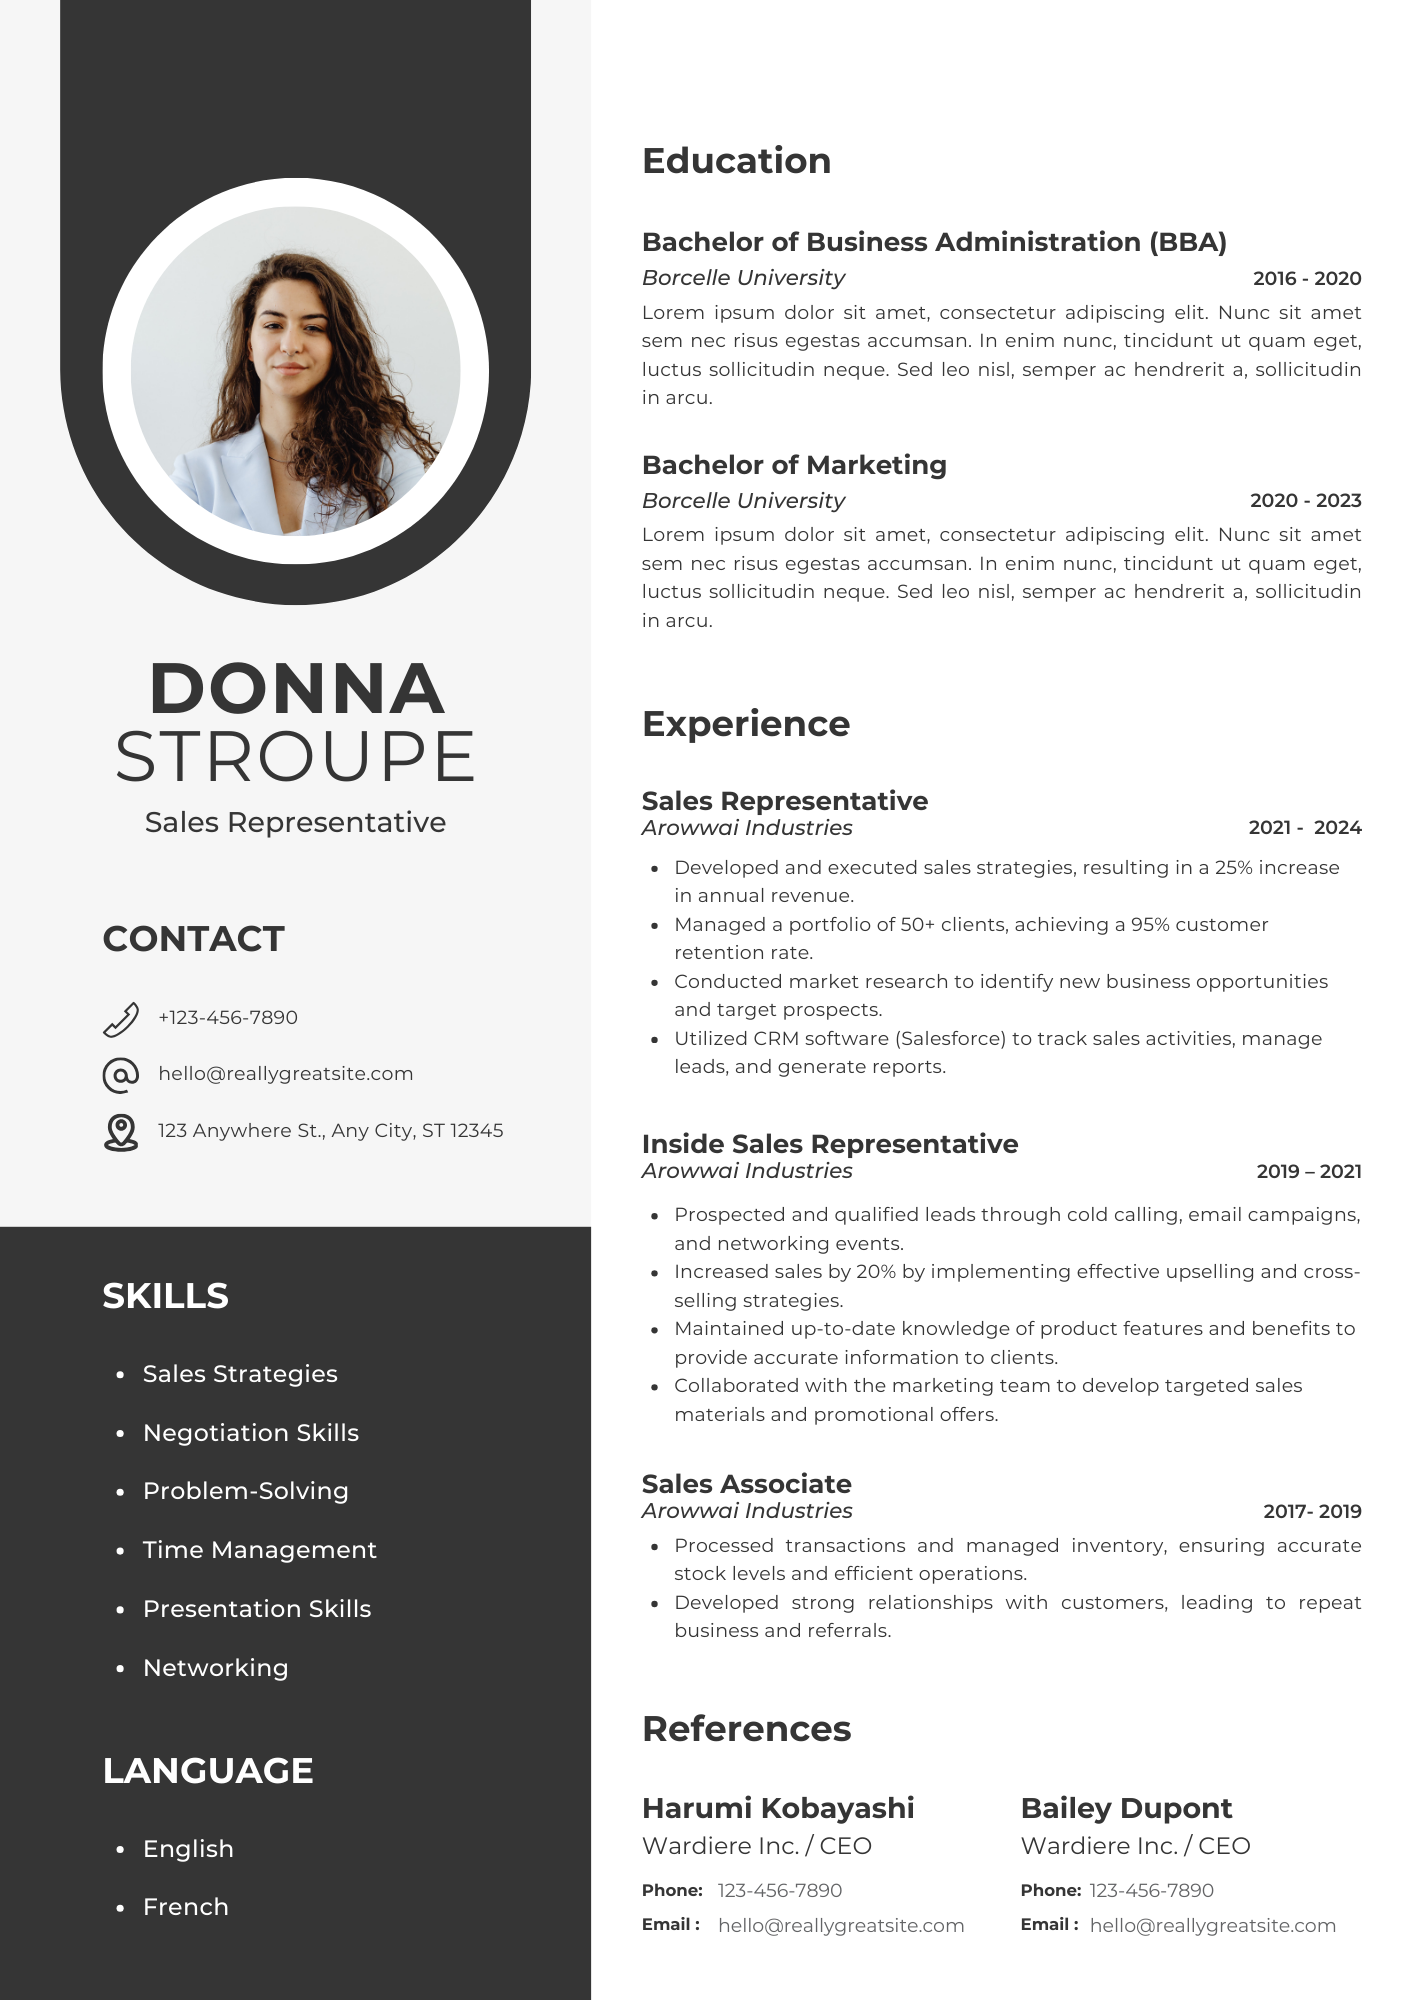 DONNA
STROUPE
Sales Representative
CONTACT
+123-456-7890
hello@reallygreatsite.com
123 Anywhere St., Any City, ST 12345
SKILLS
• Sales Strategies
• Negotiation Skills
• Problem-Solving
• Time Management
• Presentation Skills
• Networking
LANGUAGE
• English
• French
Education
Bachelor of Business Administration (BBA)
Borcelle University 2016 - 2020
Lorem ipsum dolor sit amet, consectetur adipiscing elit. Nunc sit amet
sem nec risus egestas accumsan. In enim nunc, tincidunt ut quam eget,
luctus sollicitudin neque. Sed leo nisl, semper ac hendrerit a, sollicitudin
in arcu.
Bachelor of Marketing
Borcelle University 2020 - 2023
Lorem ipsum dolor sit amet, consectetur adipiscing elit. Nunc sit amet
sem nec risus egestas accumsan. In enim nunc, tincidunt ut quam eget,
luctus sollicitudin neque. Sed leo nisl, semper ac hendrerit a, sollicitudin
in arcu.
Experience
Sales Representative
Arowwai Industries 2021 - 2024
• Developed and executed sales strategies, resulting in a 25% increase
in annual revenue.
• Managed a portfolio of 50+ clients, achieving a 95% customer
retention rate.
• Conducted market research to identify new business opportunities
and target prospects.
• Utilized CRM software (Salesforce) to track sales activities, manage
leads, and generate reports.
Inside Sales Representative
Arowwai Industries 2019 – 2021
• Prospected and qualified leads through cold calling, email campaigns,
and networking events.
• Increased sales by 20% by implementing effective upselling and cross-
selling strategies.
• Maintained up-to-date knowledge of product features and benefits to
provide accurate information to clients.
• Collaborated with the marketing team to develop targeted sales
materials and promotional offers.
Sales Associate
Arowwai Industries 2017- 2019
• Processed transactions and managed inventory, ensuring accurate
stock levels and efficient operations.
• Developed strong relationships with customers, leading to repeat
business and referrals.
References
Harumi Kobayashi
Wardiere Inc. / CEO
Phone: 123-456-7890
Email : hello@reallygreatsite.com
Bailey Dupont
Wardiere Inc. / CEO
Phone: 123-456-7890
Email : hello@reallygreatsite.com